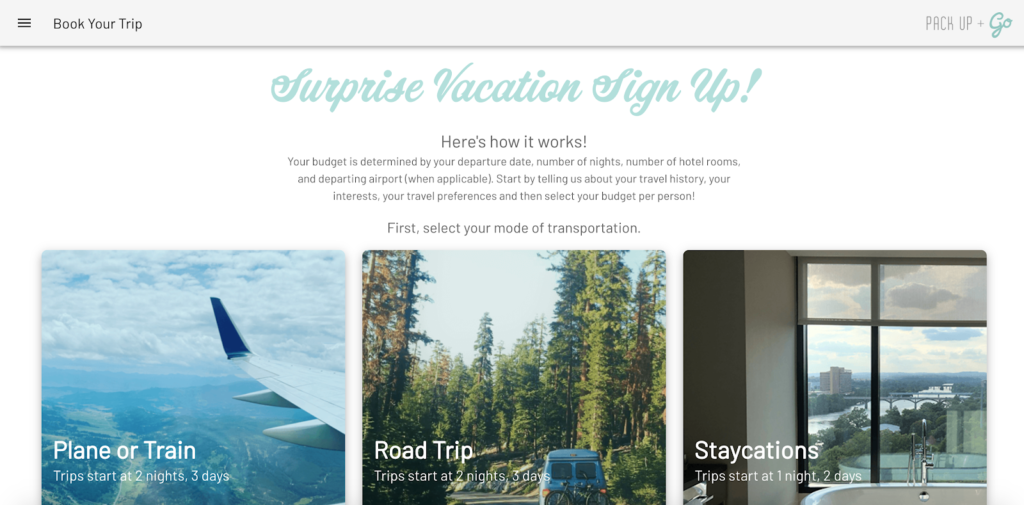 Book Your Trip
PACK UP + Go
Surprise Vacation Sign Up!
Here's how it works!
Your budget is determined by your departure date, number of nights, number of hotel rooms,
and departing airport (when applicable). Start by telling us about your travel history, your
interests, your travel preferences and then select your budget per person!
First, select your mode of transportation.
Plane or Train
Trips start at 2 nights, 3 days
Road Trip
Trips start at 2 nights, 3 days
Staycations™
Trips start at 1 night, 2 days